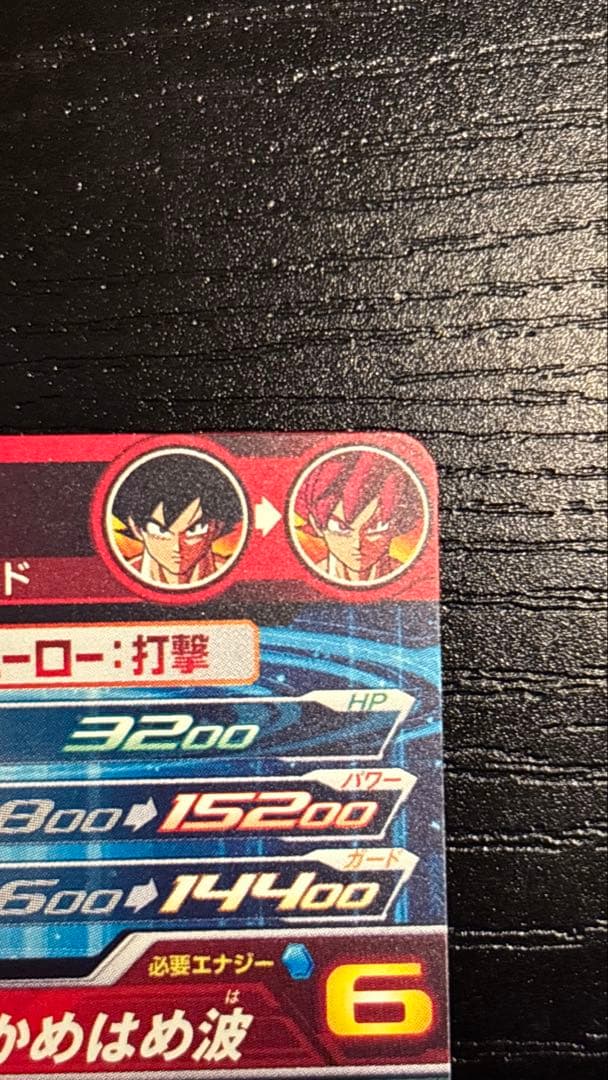 ド
ーロー:打撃
HP
3200
パワー
800 15200
ガード
600 14400
必要エナジー 6
は
かめはめ波